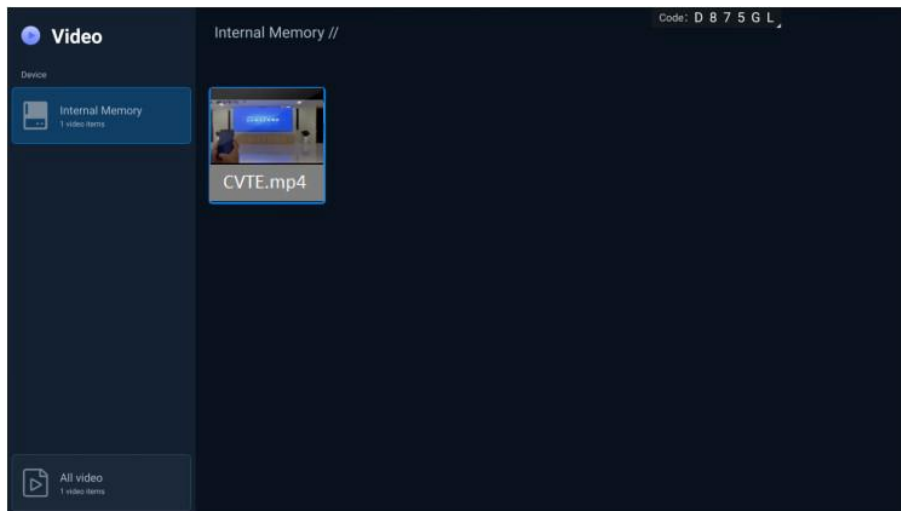 Video
Device
Internal Memory
1 video items
All video
1 video items
Internal Memory //
Code: D 8 7 5 G L
CVTE.mp4